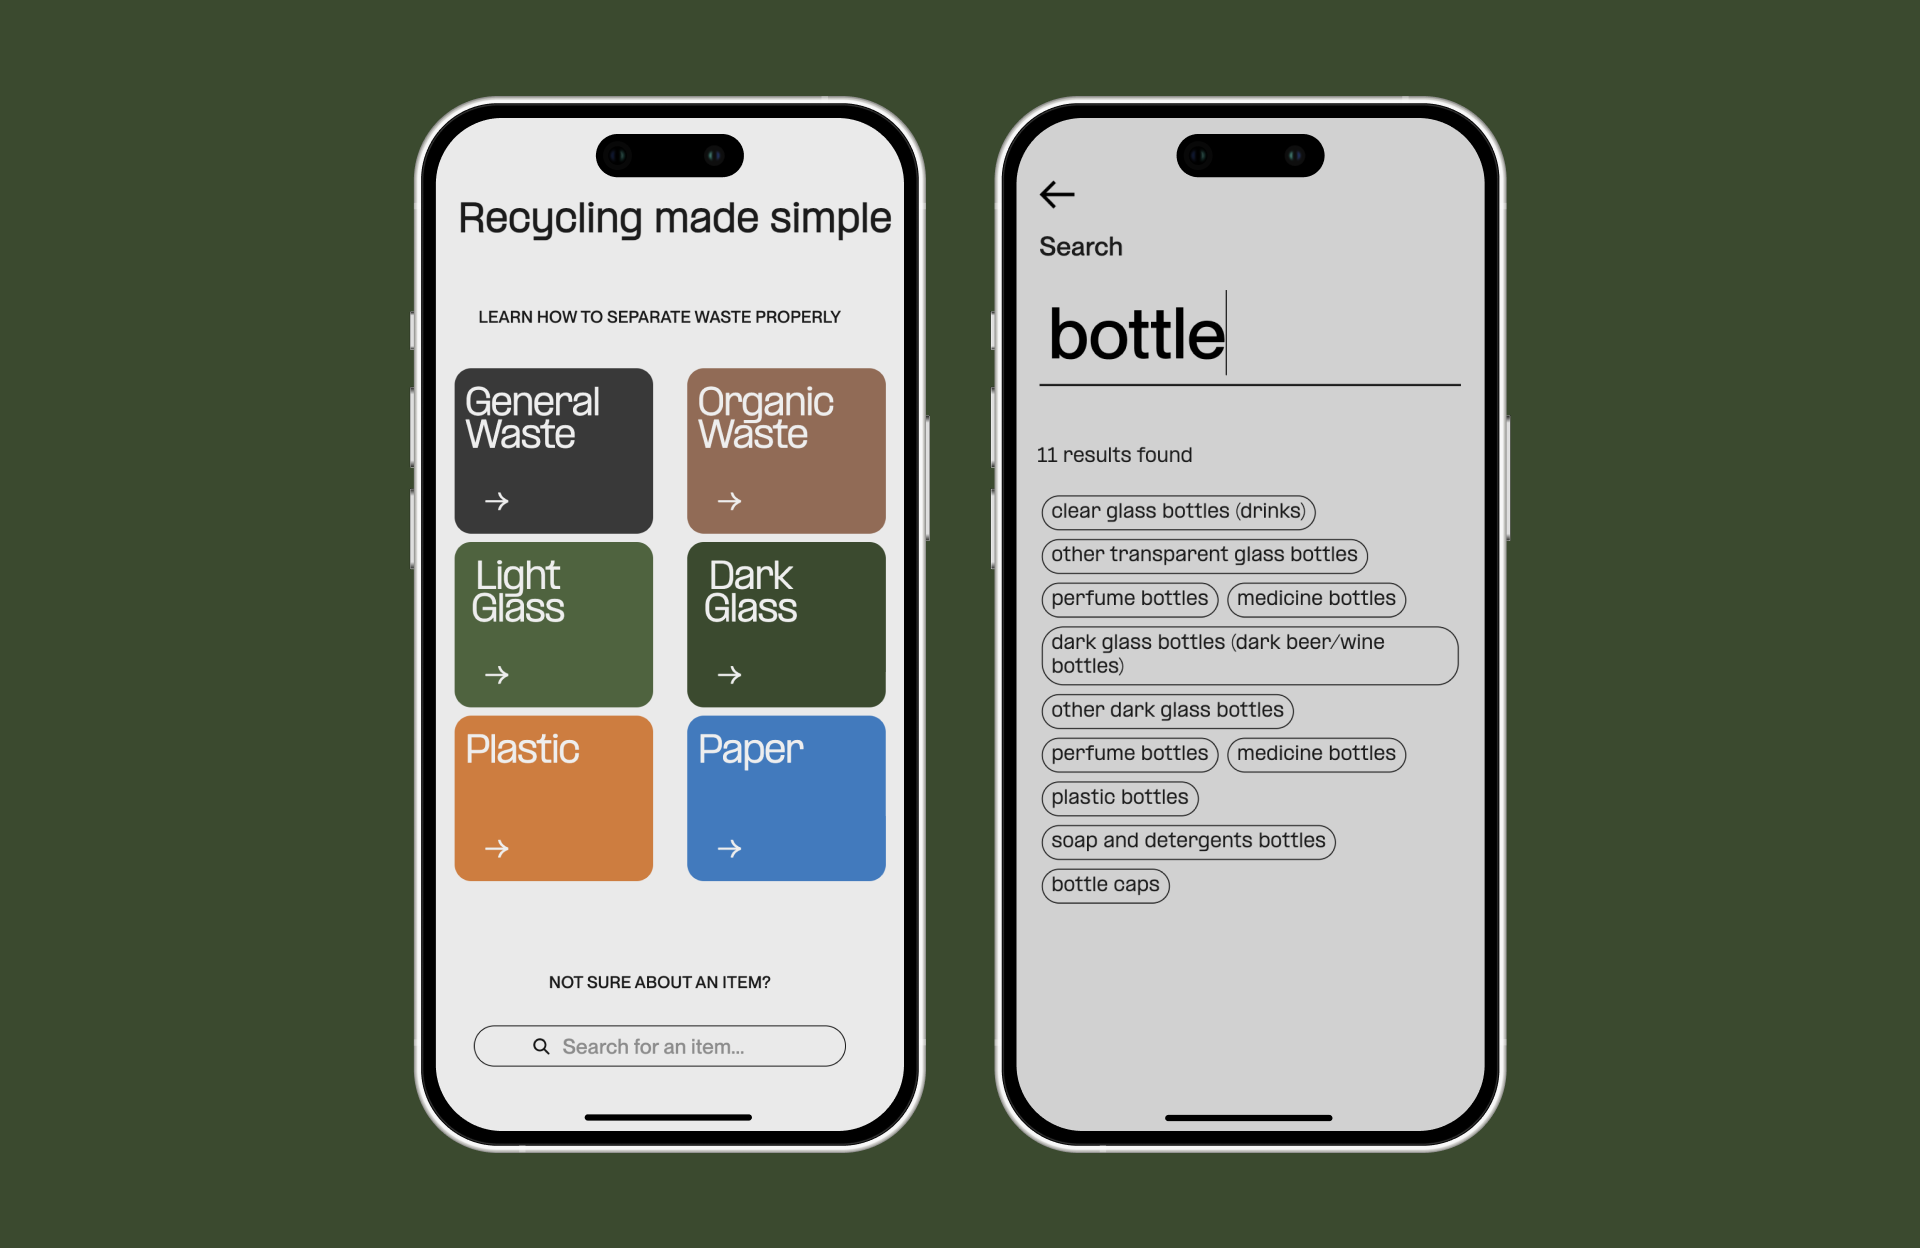 Recycling made simple
LEARN HOW TO SEPARATE WASTE PROPERLY
General
Waste
Organic
Waste
Light
Glass
Dark
Glass
Plastic
Paper
NOT SURE ABOUT AN ITEM?
Search for an item...
Search
bottle
11 results found
clear glass bottles (drinks)
other transparent glass bottles
perfume bottles
medicine bottles
dark glass bottles (dark beer/wine
bottles)
other dark glass bottles
perfume bottles
medicine bottles
plastic bottles
soap and detergents bottles
bottle caps